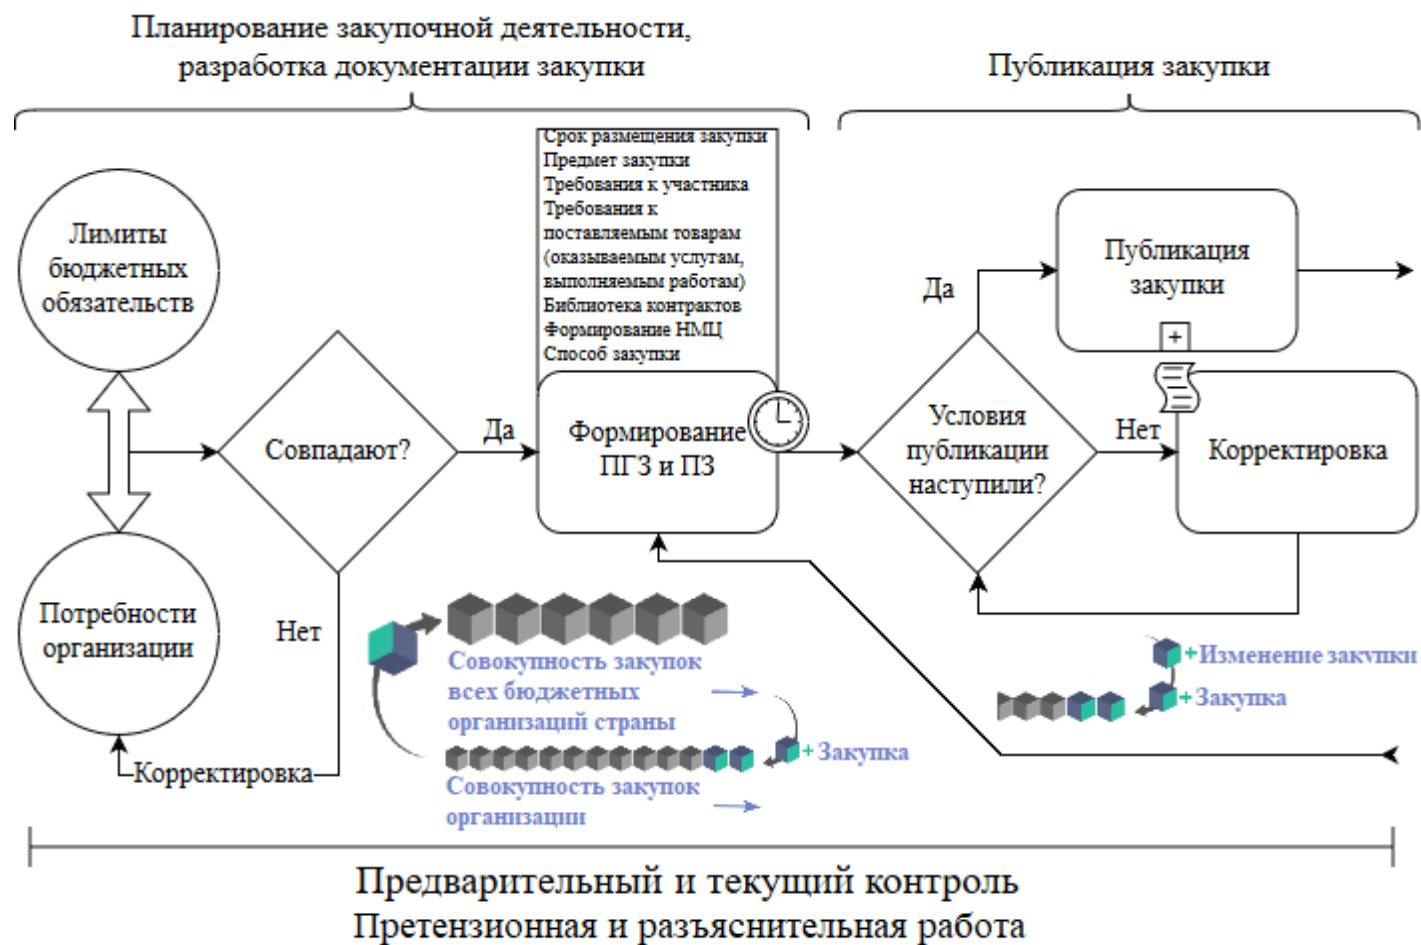 Планирование закупочной деятельности,
разработка документации закупки
Публикация закупки
Срок размещения закупки
Предмет закупки
Требования к участника
Требования к
поставляемым товарам
(оказываемым услугам,
выполняемым работам)
Библиотека контрактов
Формирование НМЦ
Способ закупки
Лимиты
бюджетных
обязательств
Совпадают?
Да
Формирование
ПГЗ и ПЗ
Условия
публикации
наступили?
Да
Публикация
закупки
Нет
Корректировка
Потребности
организации
Нет
Корректировка
Совокупность закупок
всех бюджетных
организаций страны
+Закупка
Совокупность закупок
организации
+Изменение закупки
+Закупка
Предварительный и текущий контроль
Претензионная и разъяснительная работа